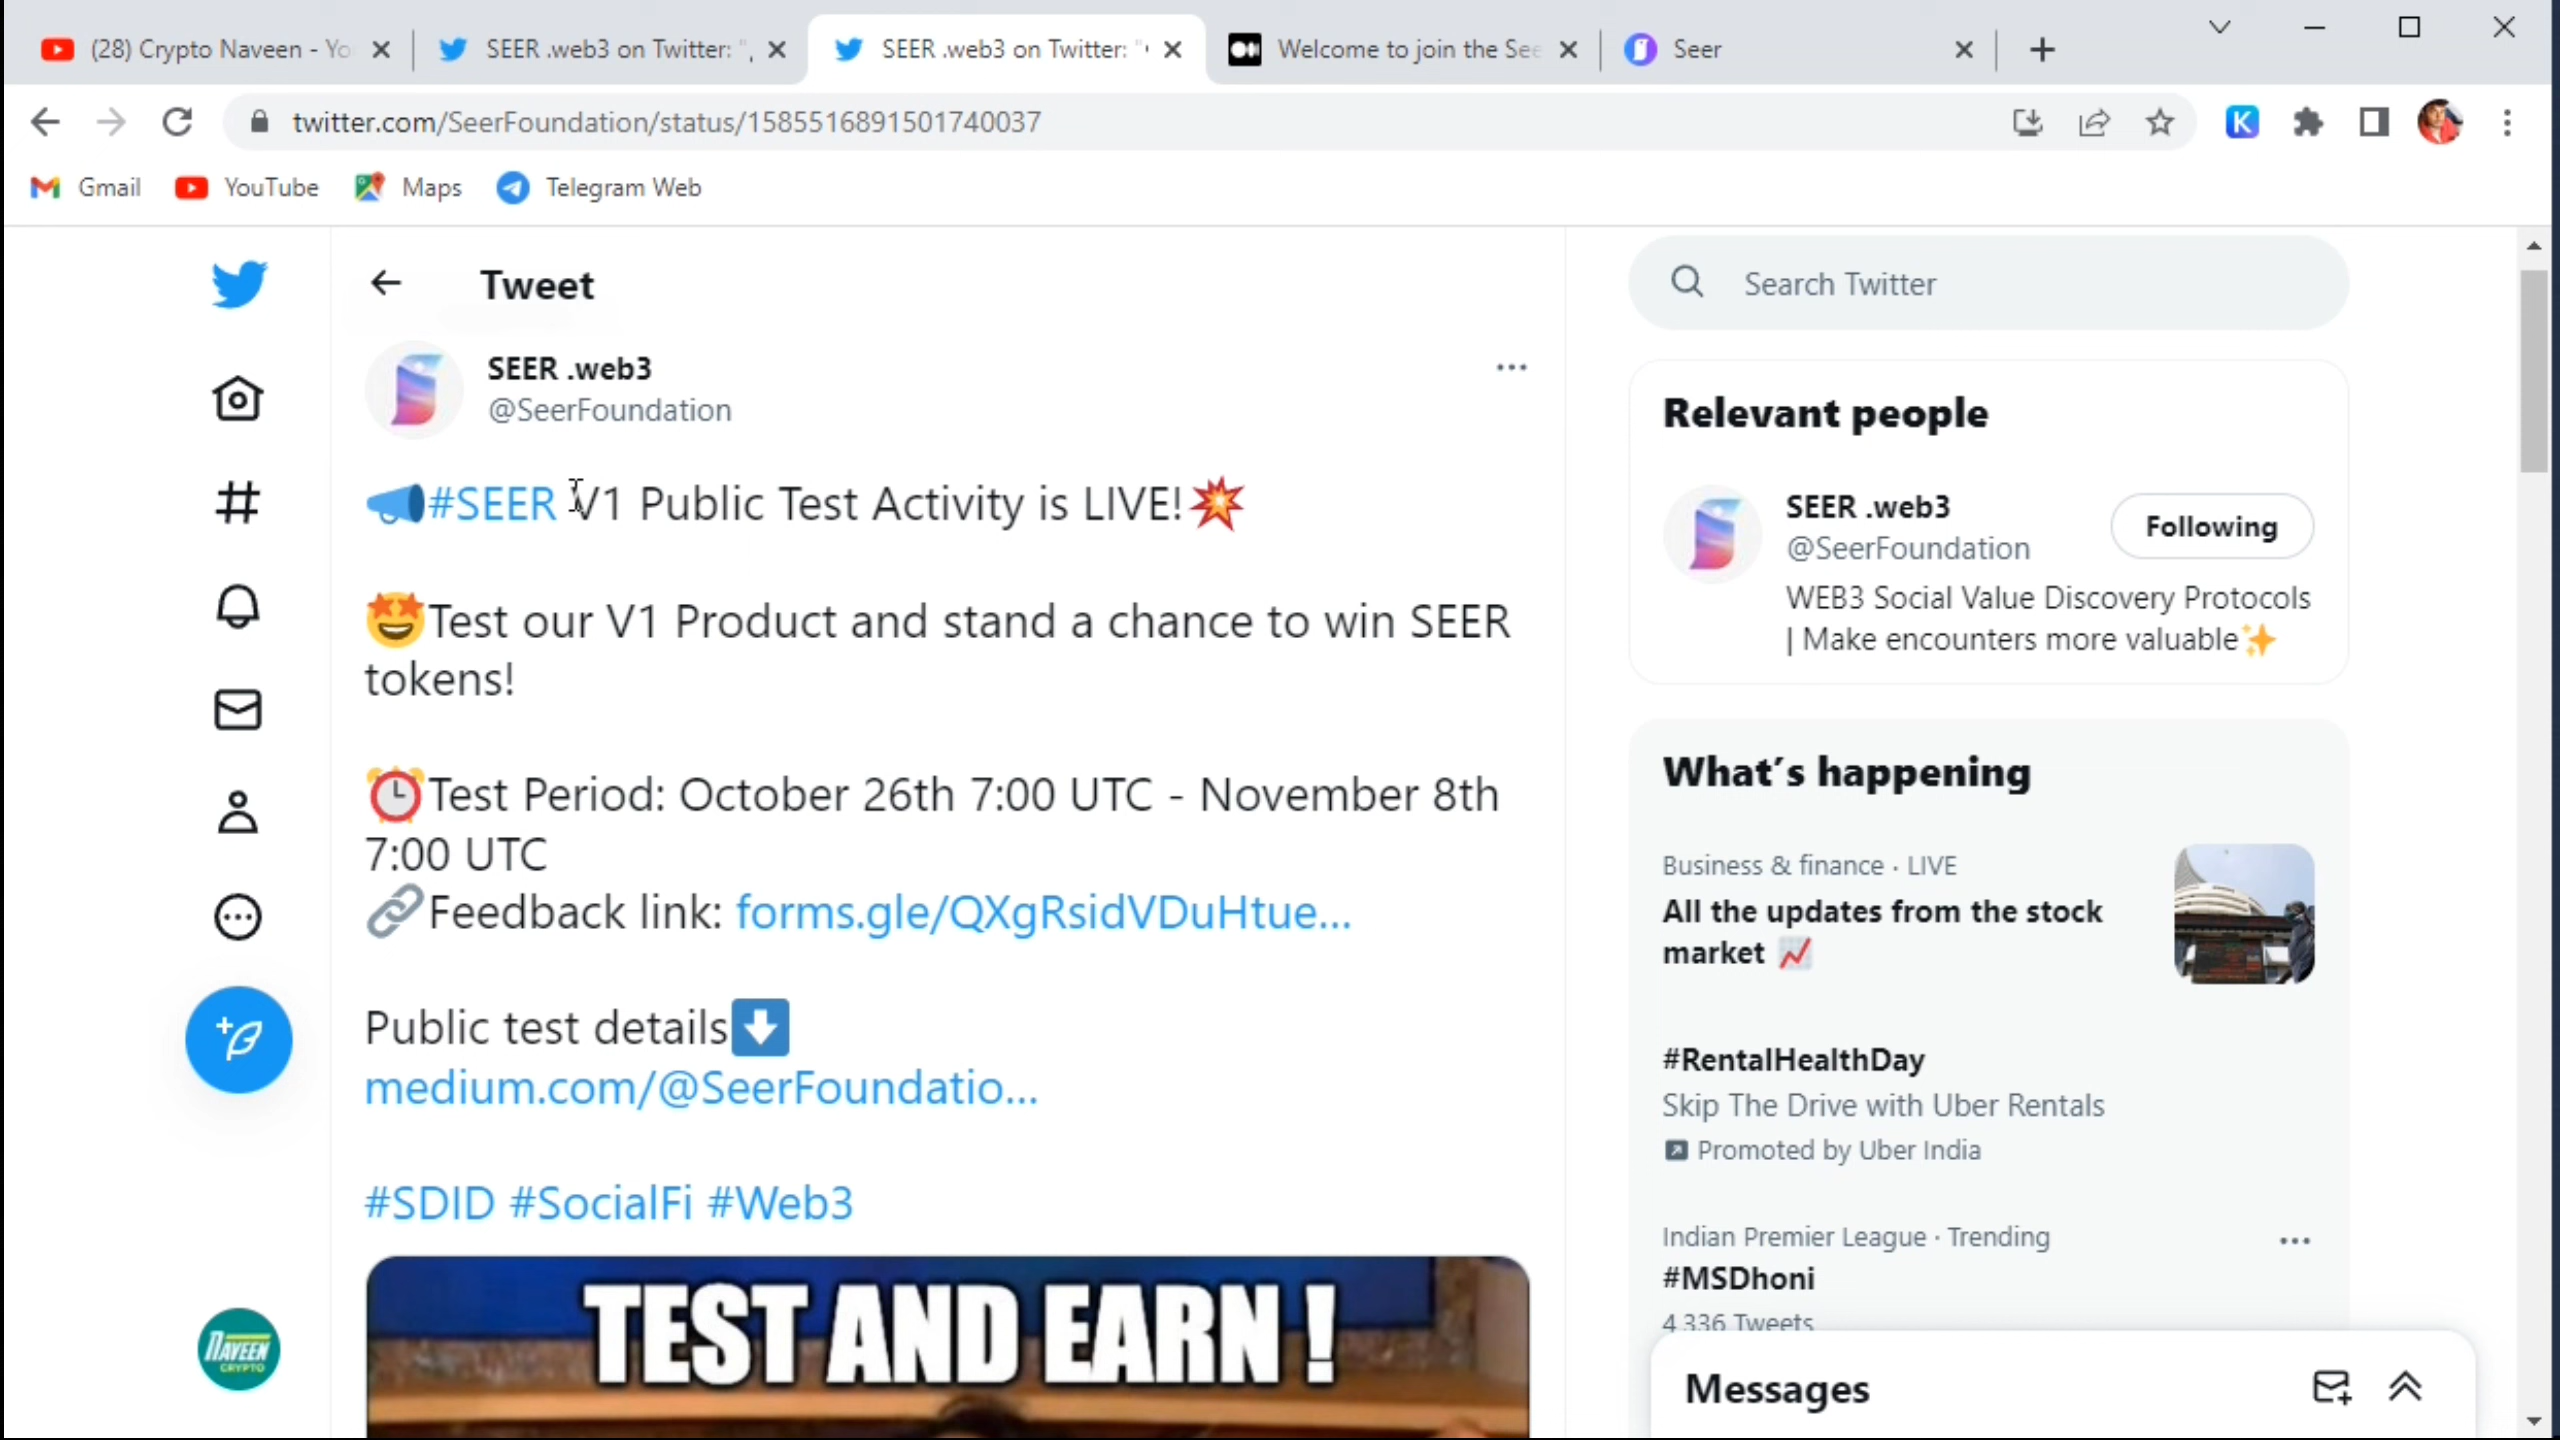 (28) Crypto Naveen - Yo
SEER .web3 on Twitter: ",
SEER .web3 on Twitter: "
Welcome to join the See
Seer
twitter.com/SeerFoundation/status/1585516891501740037
K
Gmail
YouTube
Maps
Telegram Web
Tweet
Search Twitter
SEER .web3
@SeerFoundation
#SEER V1 Public Test Activity is LIVE!
Test our V1 Product and stand a chance to win SEER
tokens!
Test Period: October 26th 7:00 UTC - November 8th
7:00 UTC
Feedback link: forms.gle/QXgRsidVDuHtue...
Public test details
medium.com/@SeerFoundatio...
#SDID #SocialFi #Web3
TEST AND EARN !
Relevant people
SEER .web3
@SeerFoundation
Following
WEB3 Social Value Discovery Protocols
| Make encounters more valuable
What's happening
Business & finance · LIVE
All the updates from the stock
market
#RentalHealthDay
Skip The Drive with Uber Rentals
Promoted by Uber India
Indian Premier League · Trending
#MSDhoni
4,336 Tweets
Messages
NAVEEN
CRYPTO